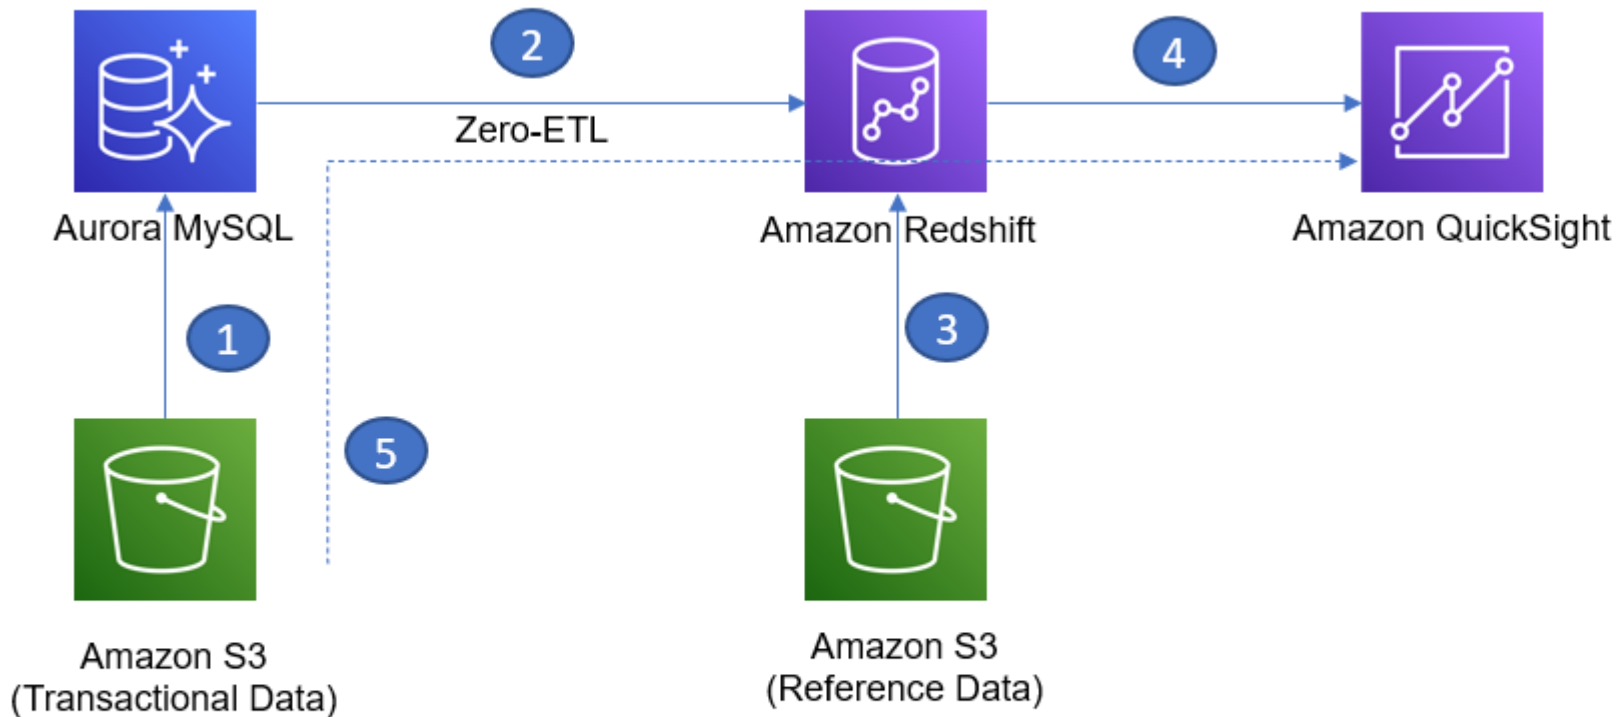 2
4
Zero-ETL
Aurora MySQL
Amazon Redshift
Amazon QuickSight
1
3
5
Amazon S3
(Transactional Data)
Amazon S3
(Reference Data)